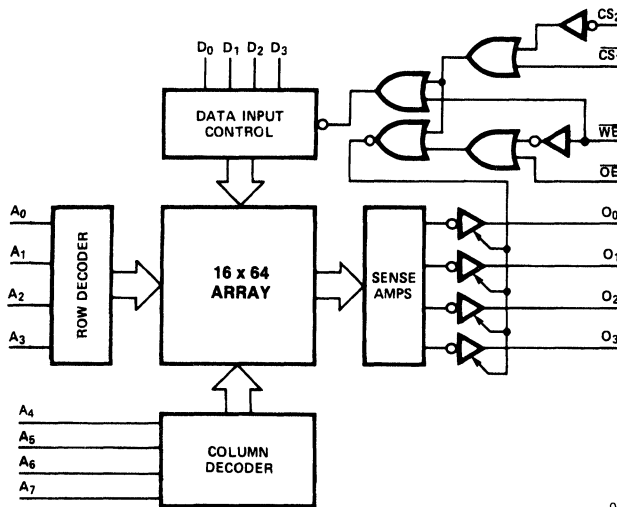 CS₂
D₀ D₁ D₂ D₃
DATA INPUT CONTROL
WE
OE
A₀
A₁
A₂
A₃
ROW DECODER
16 x 64 ARRAY
SENSE AMPS
O₀
O₁
O₂
O₃
A₄
A₅
A₆
A₇
COLUMN DECODER